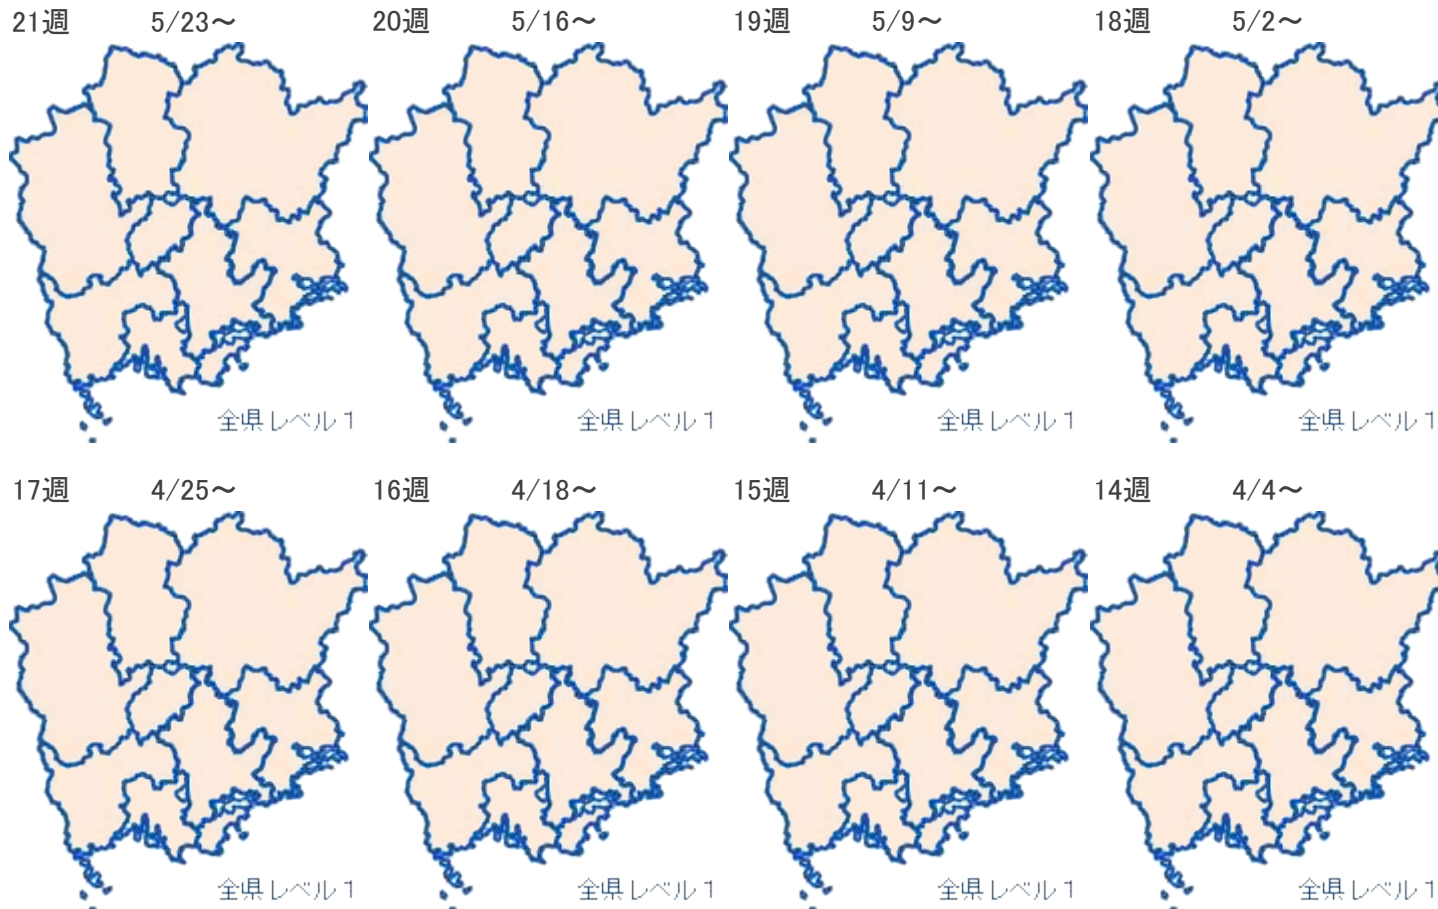 21週 5/23～
20週 5/16～
19週 5/9～
18週 5/2～
全県レベル1
全県レベル1
全県レベル1
全県レベル1
17週 4/25～
16週 4/18～
15週 4/11～
14週 4/4～
全県レベル1
全県レベル1
全県レベル1
全県レベル1